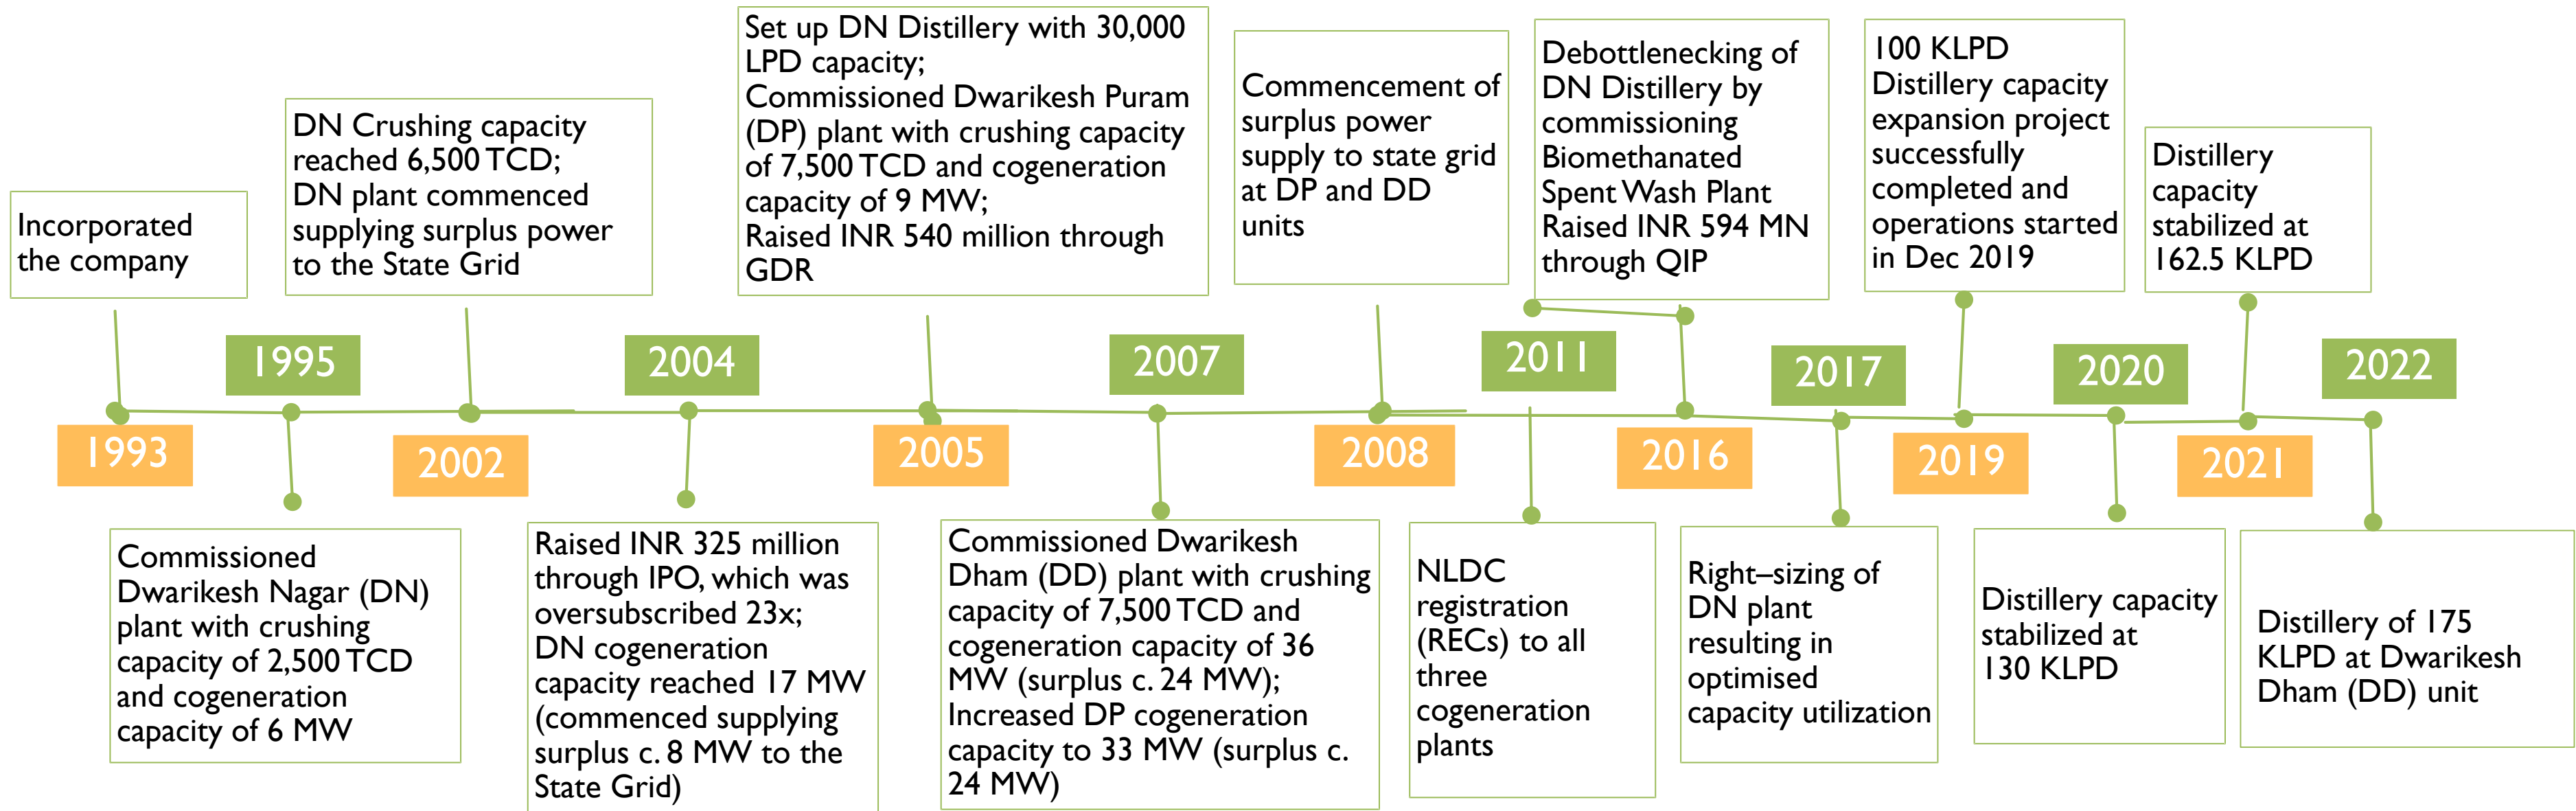 Incorporated
the company
1993
1995
Commissioned
Dwarikesh Nagar (DN)
plant with crushing
capacity of 2,500 TCD
and cogeneration
capacity of 6 MW
DN Crushing capacity
reached 6,500 TCD;
DN plant commenced
supplying surplus power
to the State Grid
2002
2004
Raised INR 325 million
through IPO, which was
oversubscribed 23x;
DN cogeneration
capacity reached 17 MW
(commenced supplying
surplus c. 8 MW to the
State Grid)
Set up DN Distillery with 30,000
LPD capacity;
Commissioned Dwarikesh Puram
(DP) plant with crushing capacity
of 7,500 TCD and cogeneration
capacity of 9 MW;
Raised INR 540 million through
GDR
2005
2007
Commissioned Dwarikesh
Dham (DD) plant with crushing
capacity of 7,500 TCD and
cogeneration capacity of 36
MW (surplus c. 24 MW);
Increased DP cogeneration
capacity to 33 MW (surplus c.
24 MW)
Commencement of
surplus power
supply to state grid
at DP and DD
units
2008
2011
NLDC
registration
(RECs) to all
three
cogeneration
plants
Debottlenecking of
DN Distillery by
commissioning
Biomethanated
Spent Wash Plant
Raised INR 594 MN
through QIP
2016
2017
Right–sizing of
DN plant
resulting in
optimised
capacity utilization
100 KLPD
Distillery capacity
expansion project
successfully
completed and
operations started
in Dec 2019
2019
2020
Distillery capacity
stabilized at
130 KLPD
Distillery
capacity
stabilized at
162.5 KLPD
2021
2022
Distillery of 175
KLPD at Dwarikesh
Dham (DD) unit